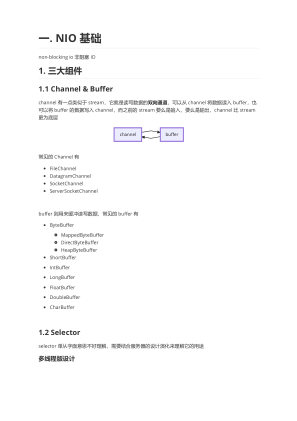 一. NIO 基础
non-blocking io 非阻塞 IO
1. 三大组件
1.1 Channel & Buffer
channel 有一点类似于 stream，它就是读写数据的双向通道，可以从 channel 将数据读入 buffer，也
可以将 buffer 的数据写入 channel，而之前的 stream 要么是输入，要么是输出，channel 比 stream
更为底层
channel
buffer
常见的 Channel 有
FileChannel
DatagramChannel
SocketChannel
ServerSocketChannel
buffer 则用来缓冲读写数据，常见的 buffer 有
ByteBuffer
MappedByteBuffer
DirectByteBuffer
HeapByteBuffer
ShortBuffer
IntBuffer
LongBuffer
FloatBuffer
DoubleBuffer
CharBuffer
1.2 Selector
selector 单从字面意思不好理解，需要结合服务器的设计演化来理解它的用途
多线程版设计